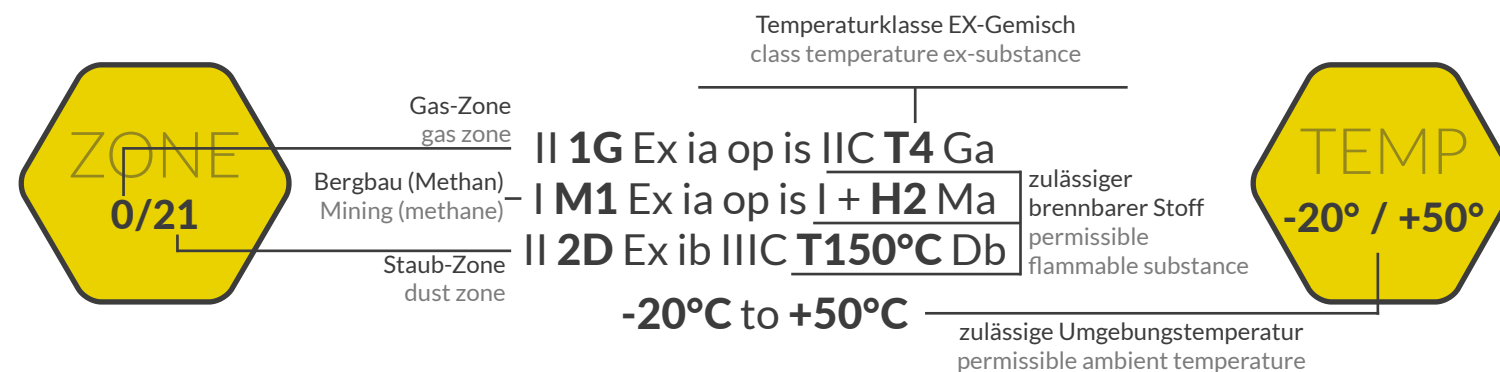 Temperaturklasse EX-Gemisch
class temperature ex-substance
ZONE
0/21
Gas-Zone
gas zone
II 1G Ex ia op is IIC T4 Ga
Bergbau (Methan)
Mining (methane)
I M1 Ex ia op is I + H2 Ma
Staub-Zone
dust zone
II 2D Ex ib IIIC T150°C Db
-20°C to +50°C
zulässiger
brennbarer Stoff
permissible
flammable substance
TEMP
-20° / +50°
zulässige Umgebungstemperatur
permissible ambient temperature